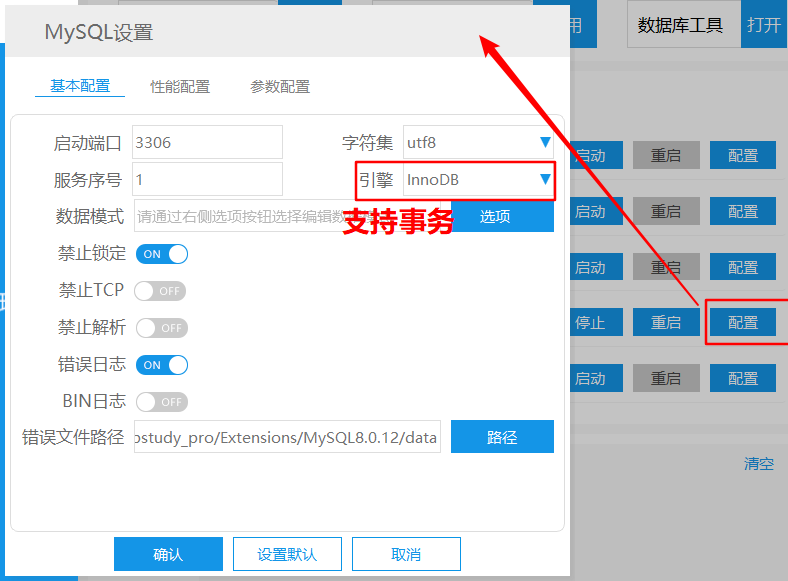 MySQL设置
用
数据库工具
打开
基本配置
性能配置
参数配置
启动端口 3306
字符集 utf8
服务序号 1
引擎 InnoDB
数据模式 请通过右侧选项按钮选择编辑数
选项
支持事务
禁止锁定 ON
禁止TCP OFF
禁止解析 OFF
错误日志 ON
BIN日志 OFF
错误文件路径 ostudy_pro/Extensions/MySQL8.0.12/data
路径
确认
设置默认
取消
启动 重启 配置
启动 重启 配置
启动 重启 配置
停止 重启 配置
启动 重启 配置
清空